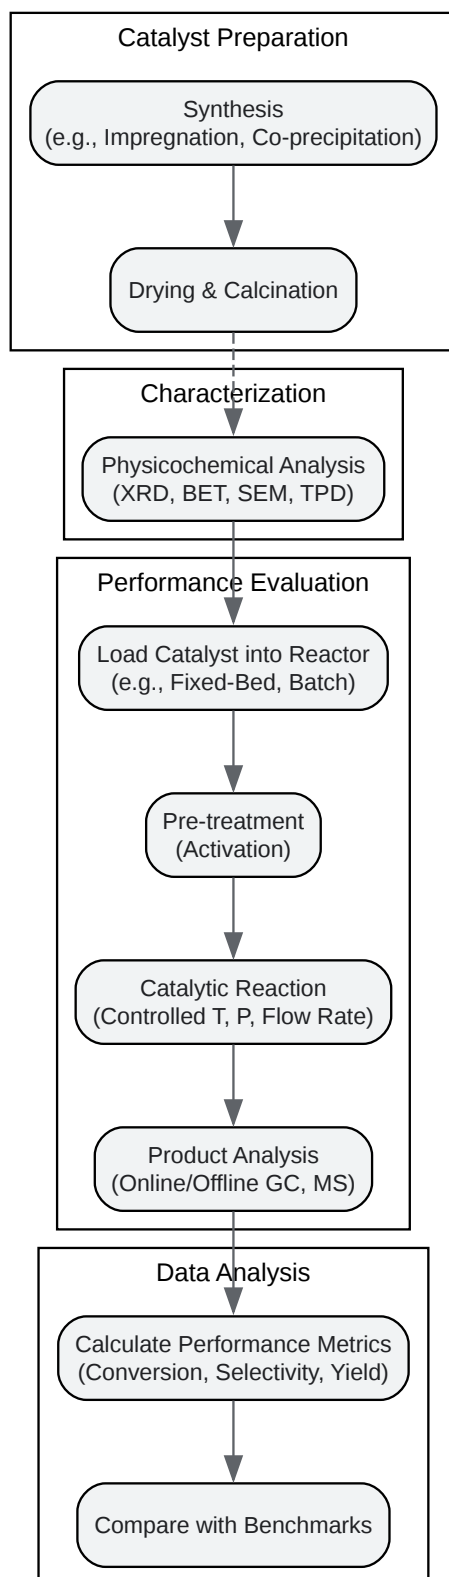 Catalyst Preparation
Synthesis
(e.g., Impregnation, Co-precipitation)
Drying & Calcination
Characterization
Physicochemical Analysis
(XRD, BET, SEM, TPD)
Performance Evaluation
Load Catalyst into Reactor
(e.g., Fixed-Bed, Batch)
Pre-treatment
(Activation)
Catalytic Reaction
(Controlled T, P, Flow Rate)
Product Analysis
(Online/Offline GC, MS)
Data Analysis
Calculate Performance Metrics
(Conversion, Selectivity, Yield)
Compare with Benchmarks